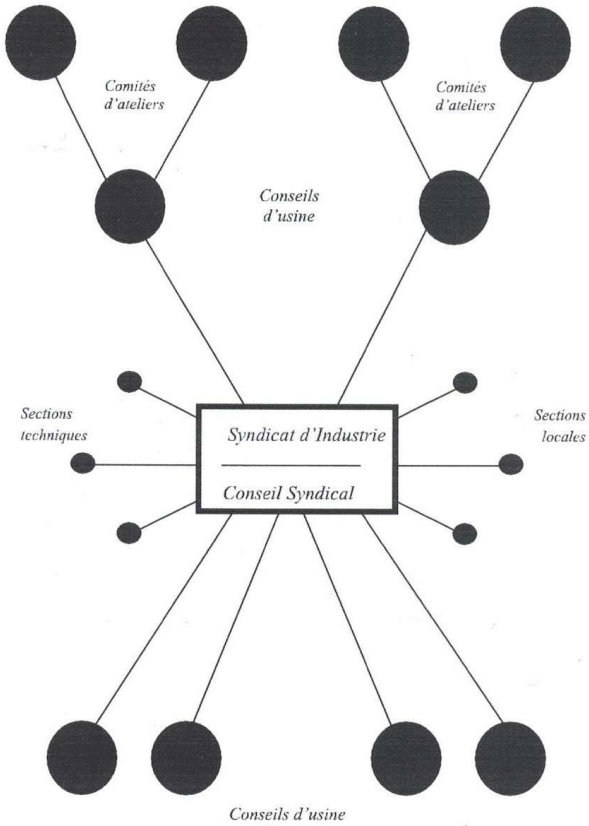 Comités
d'ateliers
Comités
d'ateliers
Conseils
d'usine
Sections
techniques
Syndicat d'Industrie
Conseil Syndical
Sections
locales
Conseils d'usine